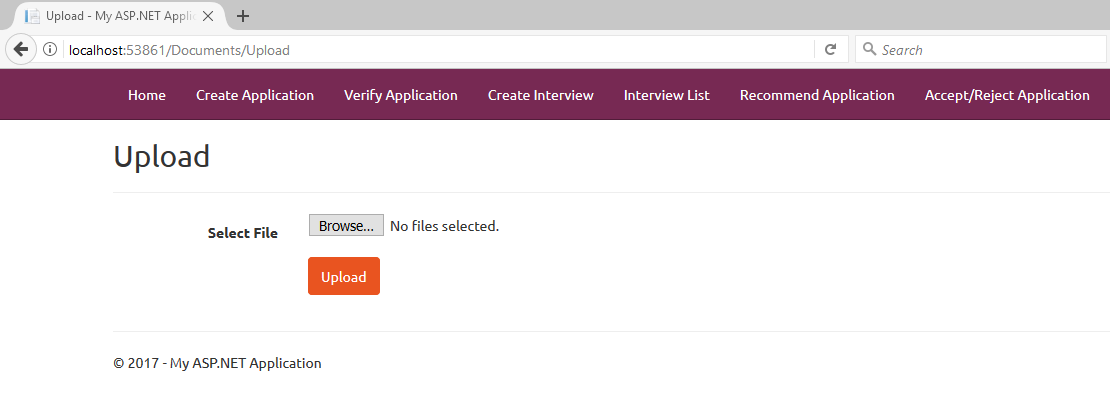 Upload - My ASP.NET Applic
localhost:53861/Documents/Upload
Search
Home Create Application Verify Application Create Interview Interview List Recommend Application Accept/Reject Application
Upload
Select File Browse... No files selected.
Upload
© 2017 - My ASP.NET Application